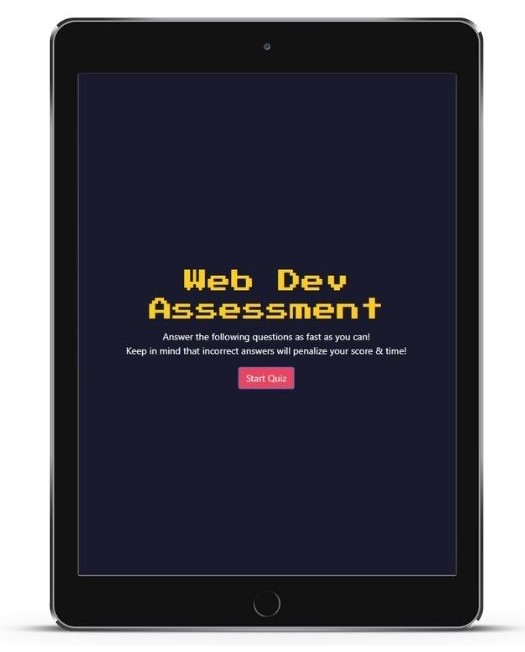 Web Dev
Assessment
Answer the following questions as fast as you can!
Keep in mind that incorrect answers will penalize your score & time!
Start Quiz